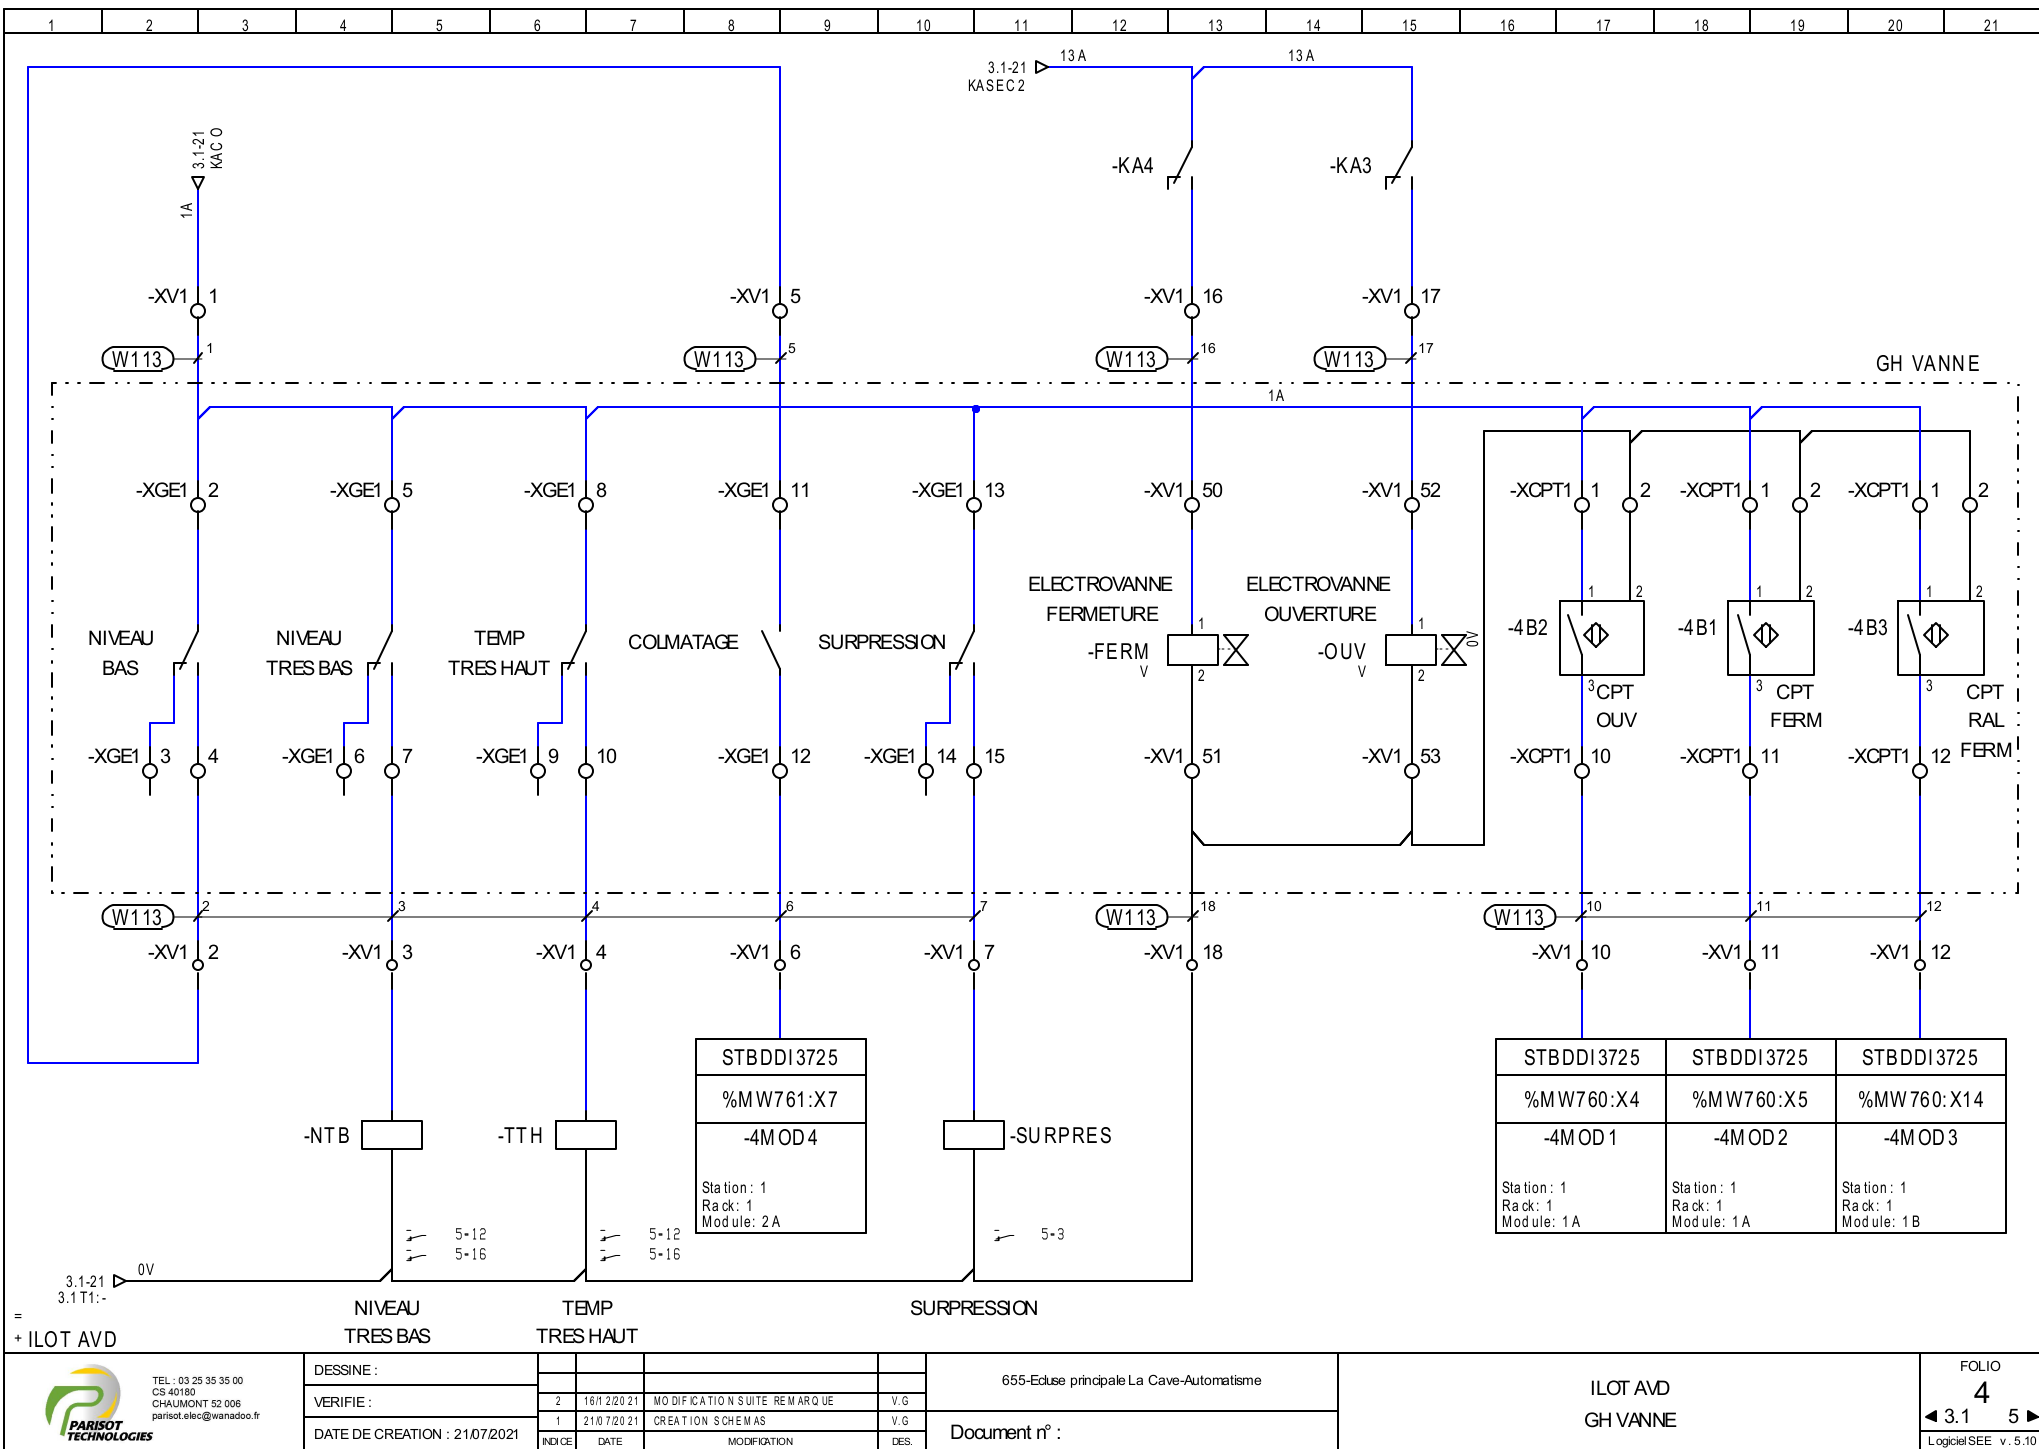 1 2 3 4 5 6 7 8 9 10 11 12 13 14 15 16 17 18 19 20 21
3.1-21 13A 13A
KASEC2
3.1-21
KACO
1A
-KA4 -KA3
-XV1 1 -XV1 5 -XV1 16 -XV1 17
W113 1 W113 5 W113 16 W113 17
GH VANNE
1A
-XGE1 2 -XGE1 5 -XGE1 8 -XGE1 11 -XGE1 13 -XV1 50 -XV1 52 -XCPT1 1 2 -XCPT1 1 2 -XCPT1 1 2
ELECTROVANNE ELECTROVANNE
FERMETURE OUVERTURE
1 2 1 2 1 2
NIVEAU NIVEAU TEMP COLMATAGE SURPRESSION 1 1 0V -4B2 -4B1 -4B3
BAS TRES BAS TRES HAUT -FERM -OUV
V 2 V 2
3 CPT 3 CPT 3 CPT
OUV FERM RAL
FERM
-XGE1 3 4 -XGE1 6 7 -XGE1 9 10 -XGE1 12 -XGE1 14 15 -XV1 51 -XV1 53 -XCPT1 10 -XCPT1 11 -XCPT1 12
W113 2 3 4 6 7 W113 18 W113 10 11 12
-XV1 2 -XV1 3 -XV1 4 -XV1 6 -XV1 7 -XV1 18 -XV1 10 -XV1 11 -XV1 12
STBDDI3725 STBDDI3725 STBDDI3725 STBDDI3725
%MW761:X7 %MW760:X4 %MW760:X5 %MW760:X14
-NTB -TTH -4MOD4 -SURPRES -4MOD1 -4MOD2 -4MOD3
Station: 1 Station: 1 Station: 1 Station: 1
Rack: 1 Rack: 1 Rack: 1 Rack: 1
Module: 2A Module: 1A Module: 1A Module: 1B
5-12 5-12 5-3
5-16 5-16
3.1-21 0V
3.1T1:-
=
+ ILOT AVD
NIVEAU TEMP SURPRESSION
TRES BAS TRES HAUT
PARISOT
TECHNOLOGIES
TEL : 03 25 35 35 00
CS 40180
CHAUMONT 52 006
parisot.elec@wanadoo.fr
DESSINE :
VERIFIE :
DATE DE CREATION : 21/07/2021
2 16/12/2021 MODIFICATION SUITE REMARQUE V.G
1 21/07/2021 CREATION SCHEMAS V.G
INDICE DATE MODIFICATION DES.
655-Ecluse principale La Cave-Automatisme
Document n° :
ILOT AVD
GH VANNE
FOLIO
4
3.1 5
Logiciel SEE v.5.10